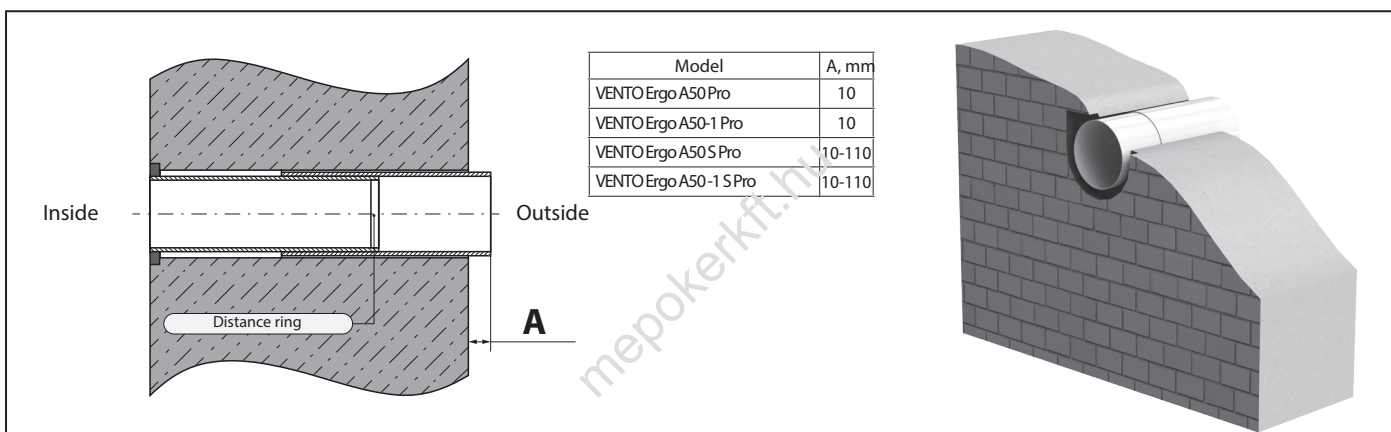 Inside
Outside
Distance ring
A
Model A, mm
VENTO Ergo A50 Pro 10
VENTO Ergo A50-1 Pro 10
VENTO Ergo A50 S Pro 10-110
VENTO Ergo A50-1 S Pro 10-110
mepokerkft.hu